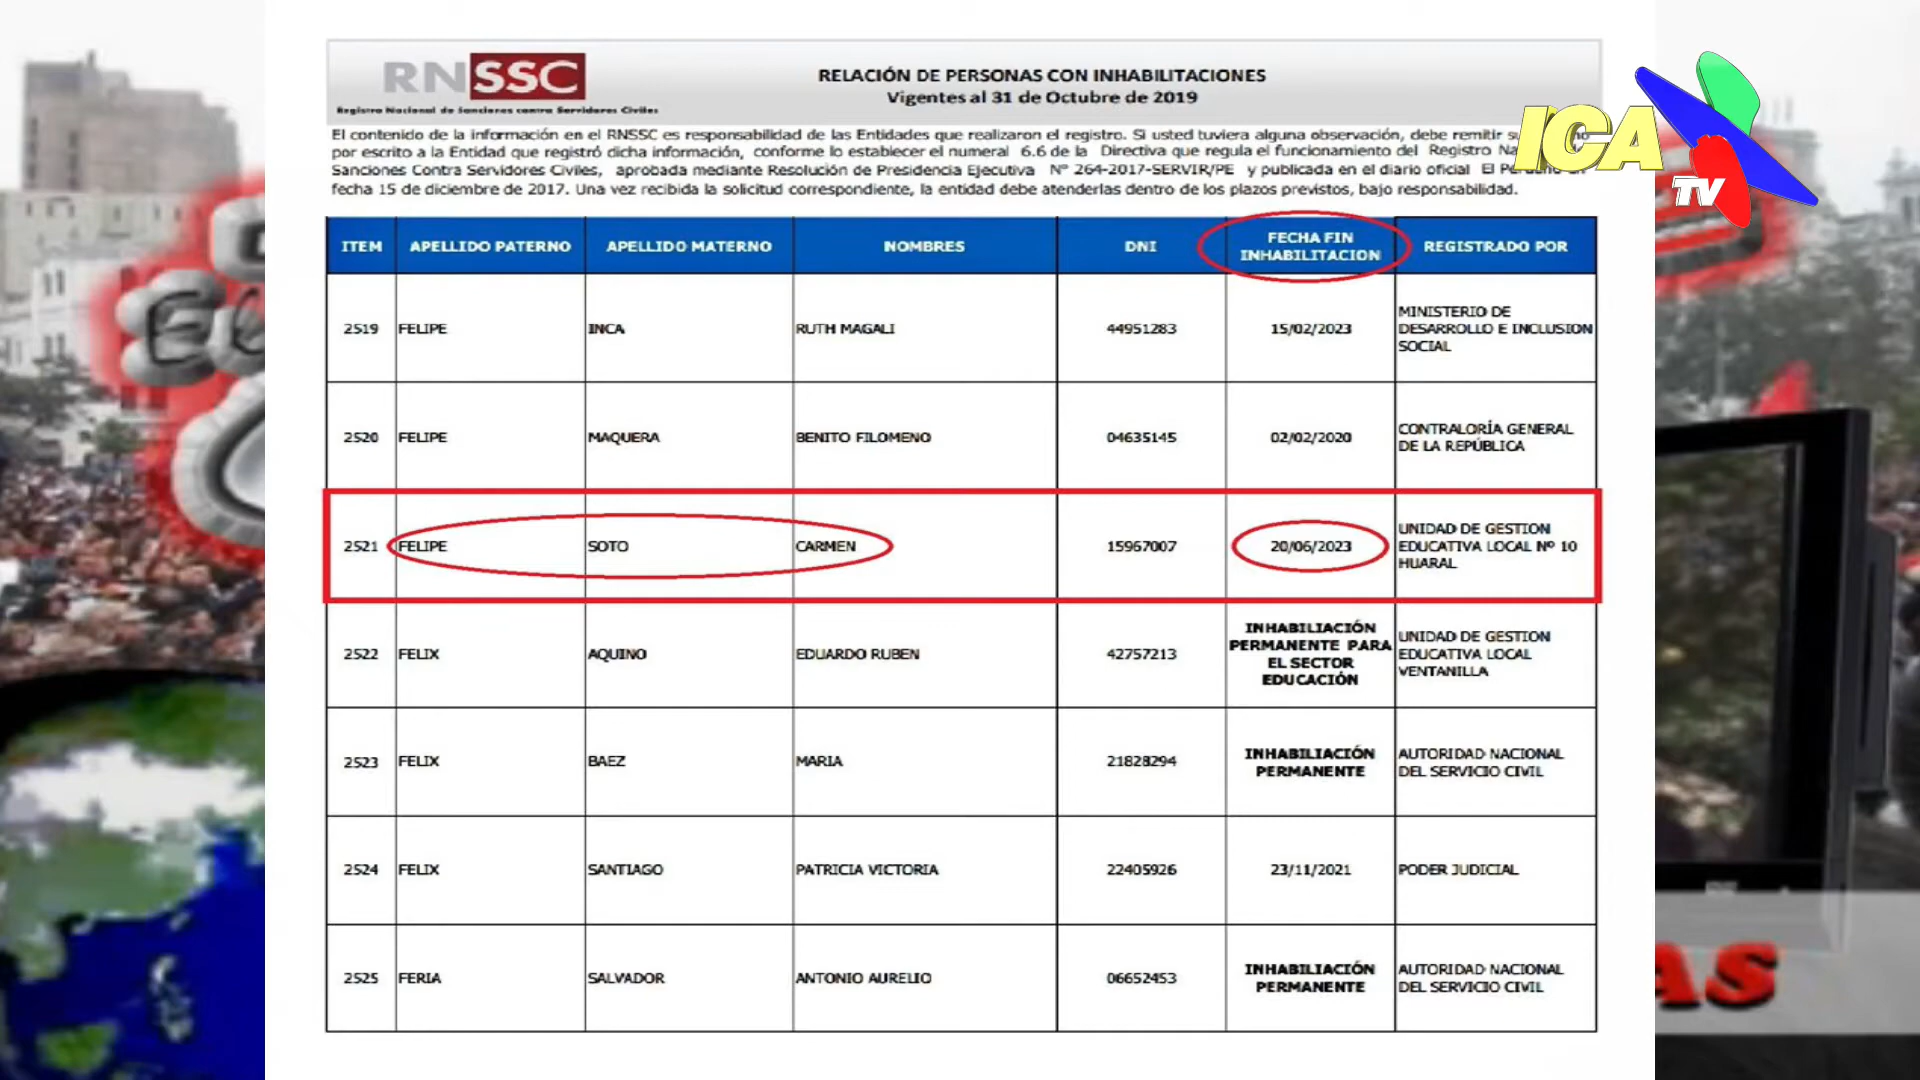 RNSSC
Registro Nacional de Sanciones contra Servidores Civiles
RELACIÓN DE PERSONAS CON INHABILITACIONES
Vigentes al 31 de Octubre de 2019
ICA
TV
El contenido de la información en el RNSSC es responsabilidad de las Entidades que realizaron el registro. Si usted tuviera alguna observación, debe remitir
por escrito a la Entidad que registró dicha información, conforme lo establecer el numeral 6.6 de la Directiva que regula el funcionamiento del Registro
Sanciones Contra Servidores Civiles, aprobada mediante Resolución de Presidencia Ejecutiva Nº 264-2017-SERVIR/PE y publicada en el diario oficial El
fecha 15 de diciembre de 2017. Una vez recibida la solicitud correspondiente, la entidad debe atenderlas dentro de los plazos previstos, bajo responsabilidad.
ITEM APELLIDO PATERNO APELLIDO MATERNO NOMBRES DNI FECHA FIN INHABILITACION REGISTRADO POR
2519 FELIPE INCA RUTH MAGALI 44951283 15/02/2023 MINISTERIO DE DESARROLLO E INCLUSION SOCIAL
2520 FELIPE MAQUERA BENITO FILOMENO 04635145 02/02/2020 CONTRALORÍA GENERAL DE LA REPÚBLICA
2521 FELIPE SOTO CARMEN 15967007 20/06/2023 UNIDAD DE GESTION EDUCATIVA LOCAL Nº 10 HUARAL
2522 FELIX AQUINO EDUARDO RUBEN 42757213 INHABILIACIÓN PERMANENTE PARA EL SECTOR EDUCACIÓN UNIDAD DE GESTION EDUCATIVA LOCAL VENTANILLA
2523 FELIX BAEZ MARIA 21828294 INHABILIACIÓN PERMANENTE AUTORIDAD NACIONAL DEL SERVICIO CIVIL
2524 FELIX SANTIAGO PATRICIA VICTORIA 22405926 23/11/2021 PODER JUDICIAL
2525 FERIA SALVADOR ANTONIO AURELIO 06652453 INHABILIACIÓN PERMANENTE AUTORIDAD NACIONAL DEL SERVICIO CIVIL
AS